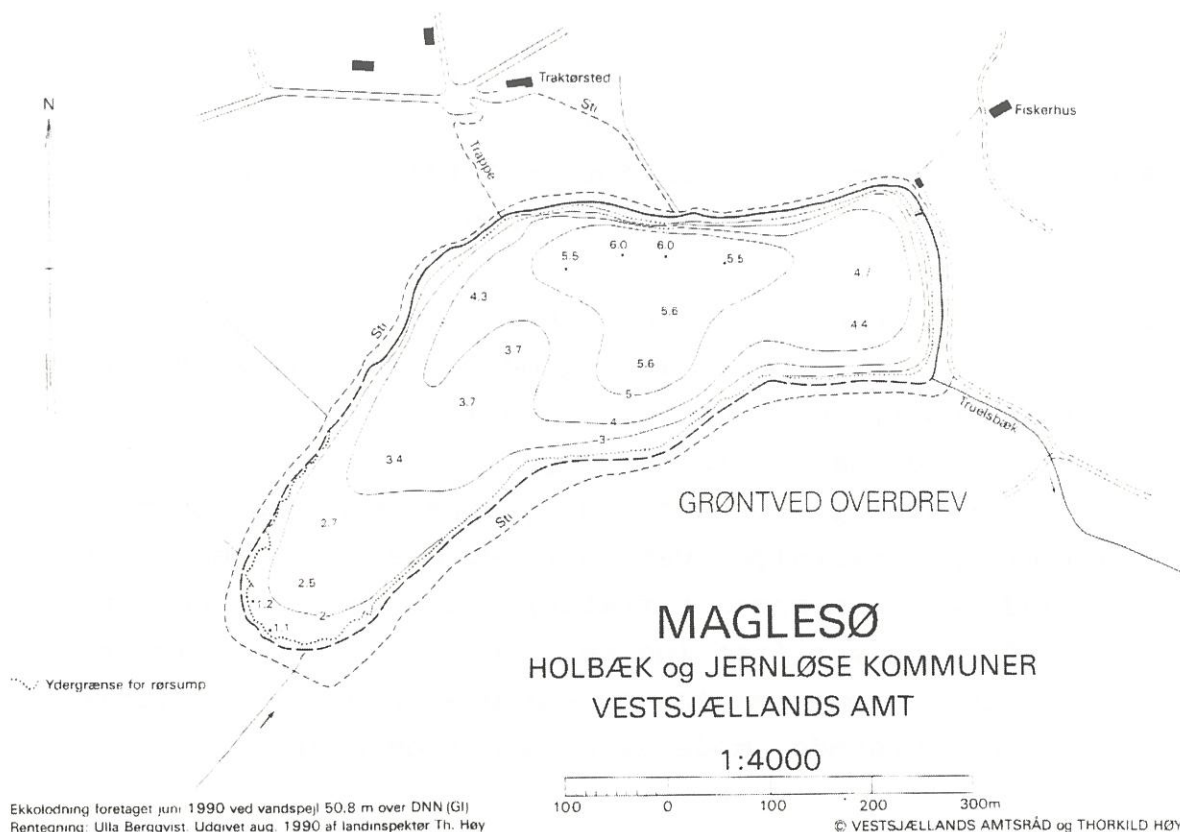 N
Traktørsted
Sti
Trappe
Fiskerhus
6.0
6.0
5.5
5.5
4.7
4.3
5.6
4.4
3.7
5.6
3.7
5
4
3
Sti
3.4
Truelsbæk
GRØNTVED OVERDREV
2.7
Sti
2.5
1.2
2
1.1
MAGLESØ
HOLBÆK og JERNLØSE KOMMUNER
VESTSJÆLLANDS AMT
Ydergrænse for rørsump
1:4000
100 0 100 200 300m
Ekkolodning foretaget juni 1990 ved vandspejl 50.8 m over DNN (GI)
Rentegning: Ulla Bergqvist. Udgivet aug. 1990 af landinspektør Th. Høy
© VESTSJÆLLANDS AMTSRÅD og THORKILD HØY